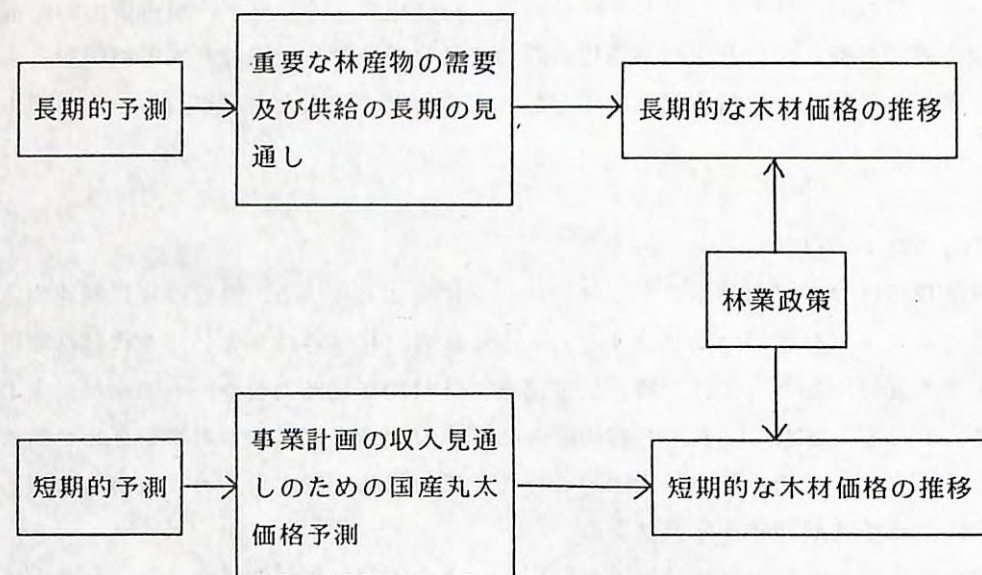 長期的予測
重要な林産物の需要
及び供給の長期の見
通し
長期的な木材価格の推移
林業政策
短期的予測
事業計画の収入見通
しのための国産丸太
価格予測
短期的な木材価格の推移